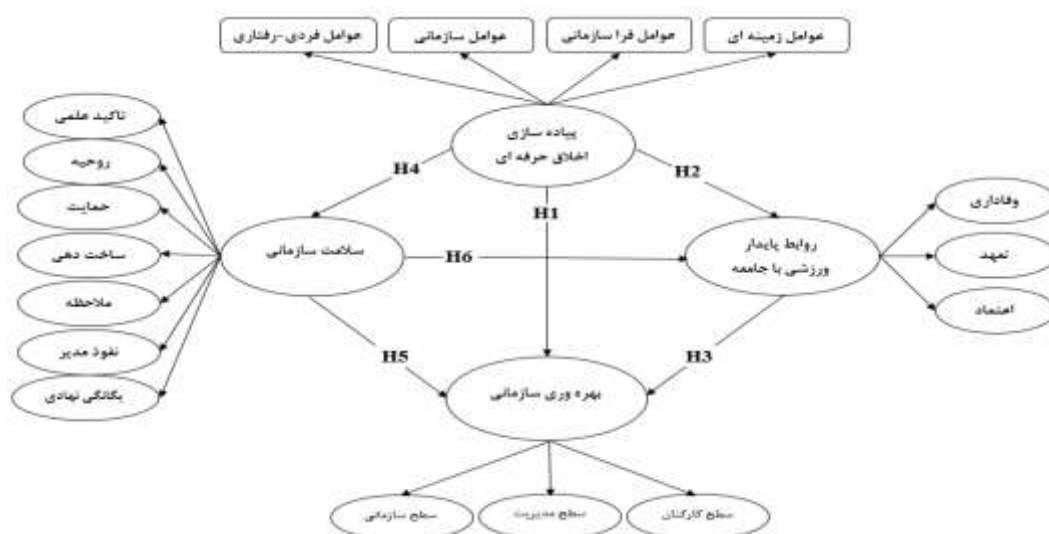 عوامل زمینه ای
عوامل فرا سازمانی
عوامل سازمانی
عوامل فردی-رفتاری
پیاده سازی
اخلاق حرفه ای
تاکید علمی
روحیه
حمایت
ساخت دهی
ملاحظه
نفوذ مدیر
یگانگی نهادی
H4
H2
H1
وفاداری
تعهد
اعتماد
سلامت سازمانی
H6
روابط پایدار
ورزشی با جامعه
H5
H3
بهره وری سازمانی
سطح کارکنان
سطح مدیریت
سطح سازمانی